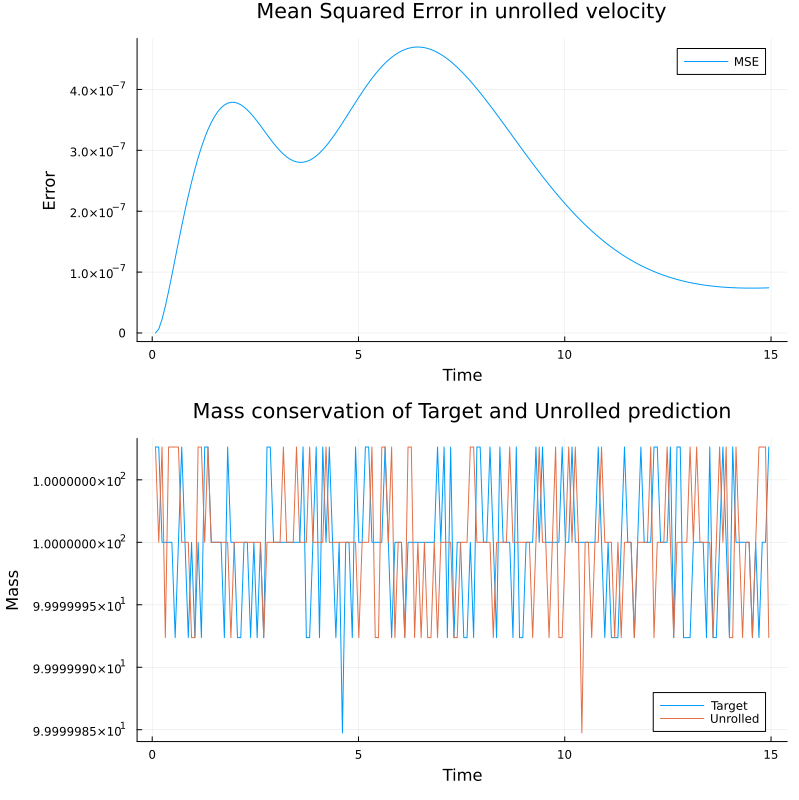 Mean Squared Error in unrolled velocity
MSE
4.0×10⁻⁷
3.0×10⁻⁷
2.0×10⁻⁷
1.0×10⁻⁷
0
Error
0 5 10 15
Time
Mass conservation of Target and Unrolled prediction
1.0000000×10²
1.0000000×10²
9.9999995×10¹
9.9999990×10¹
9.9999985×10¹
Mass
Target
Unrolled
0 5 10 15
Time